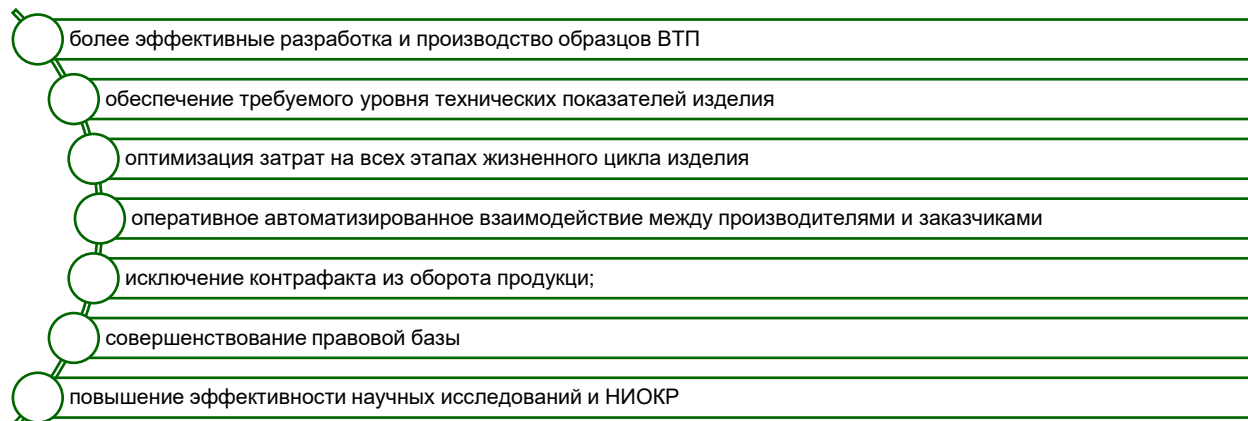 более эффективные разработка и производство образцов ВТП
обеспечение требуемого уровня технических показателей изделия
оптимизация затрат на всех этапах жизненного цикла изделия
оперативное автоматизированное взаимодействие между производителями и заказчиками
исключение контрафакта из оборота продукци;
совершенствование правовой базы
повышение эффективности научных исследований и НИОКР